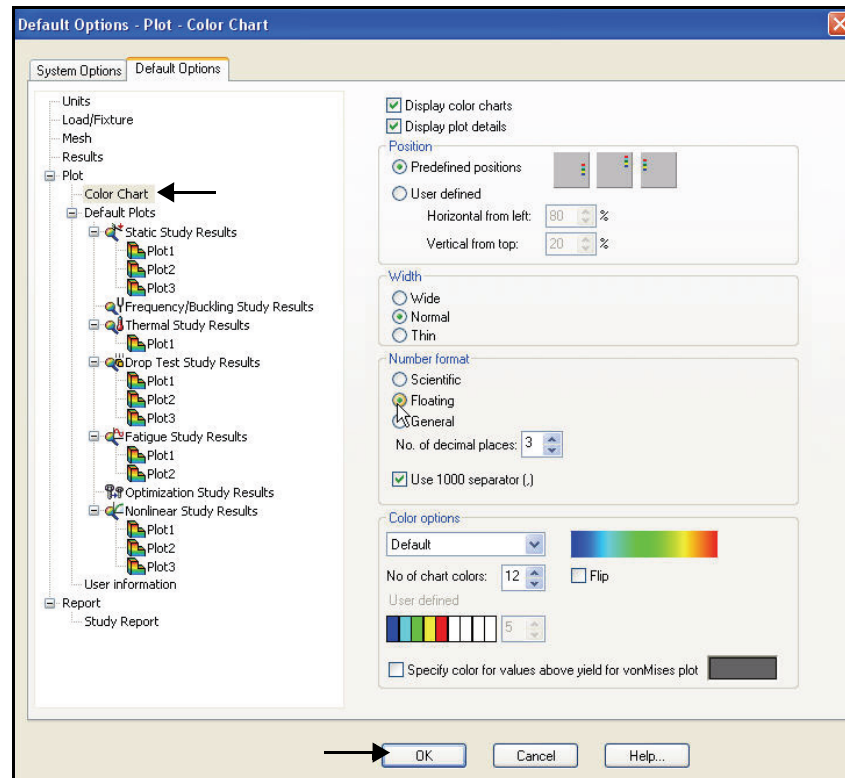 Default Options - Plot - Color Chart
System Options
Default Options
Units
Load/Fixture
Mesh
Results
Plot
Color Chart
Default Plots
Static Study Results
Plot1
Plot2
Plot3
Frequency/Buckling Study Results
Thermal Study Results
Plot1
Drop Test Study Results
Plot1
Plot2
Plot3
Fatigue Study Results
Plot1
Plot2
Optimization Study Results
Nonlinear Study Results
Plot1
Plot2
Plot3
User information
Report
Study Report
Display color charts
Display plot details
Position
Predefined positions
User defined
Horizontal from left: 80 %
Vertical from top: 20 %
Width
Wide
Normal
Thin
Number format
Scientific
Floating
General
No. of decimal places: 3
Use 1000 separator (,)
Color options
Default
No of chart colors: 12 Flip
User defined
5
Specify color for values above yield for vonMises plot
OK Cancel Help...